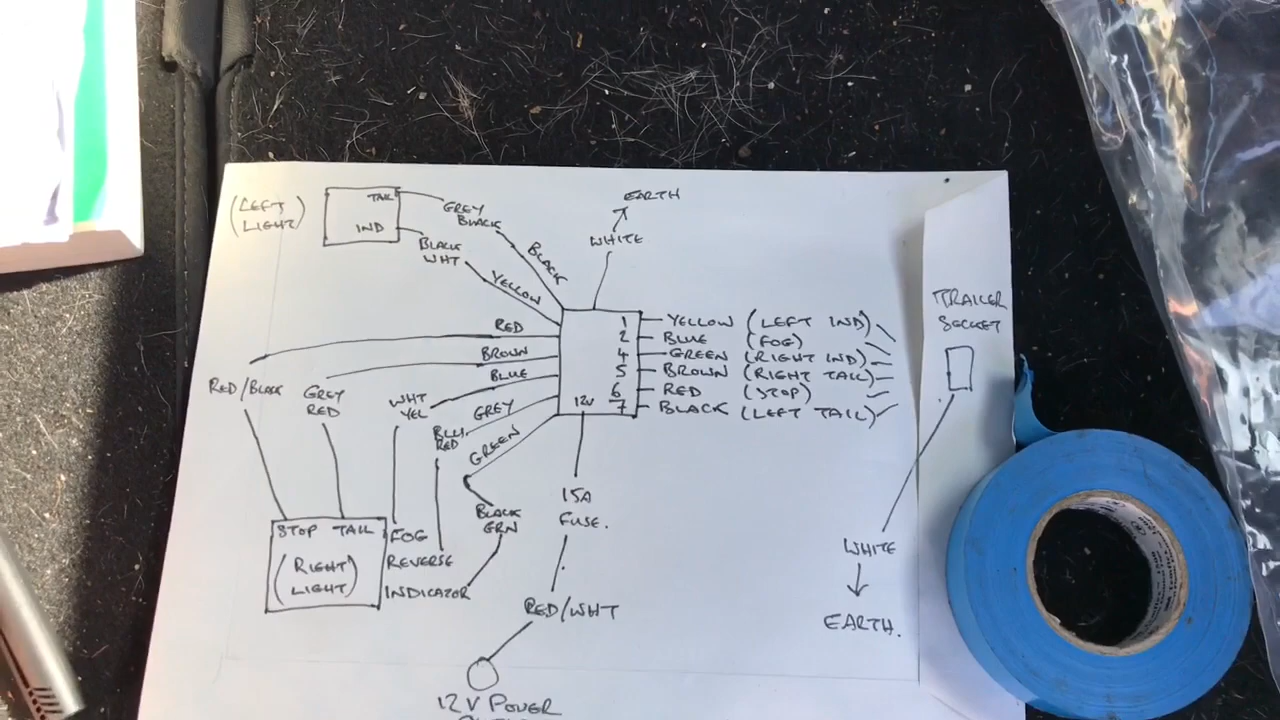 (LEFT LIGHT)
TAIL
IND
GREY
BLACK
BLACK
BLACK
WHT
YELLOW
EARTH
WHITE
RED
BROWN
BLUE
GREY
GREEN
RED/BLACK
GREY
RED
WHT
YEL
BLU
RED
BLACK
GRN
STOP TAIL
(RIGHT LIGHT)
FOG
REVERSE
INDICATOR
1 YELLOW (LEFT IND)
2 BLUE (FOG)
4 GREEN (RIGHT IND)
5 BROWN (RIGHT TAIL)
6 RED (STOP)
7 BLACK (LEFT TAIL)
12V
15A
FUSE.
RED/WHT
12V POWER
TRAILER
SOCKET
WHITE
EARTH.